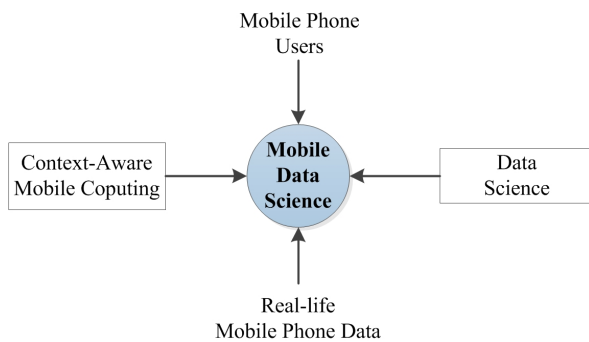 Mobile Phone
Users
Context-Aware
Mobile Coputing
Mobile
Data
Science
Data
Science
Real-life
Mobile Phone Data